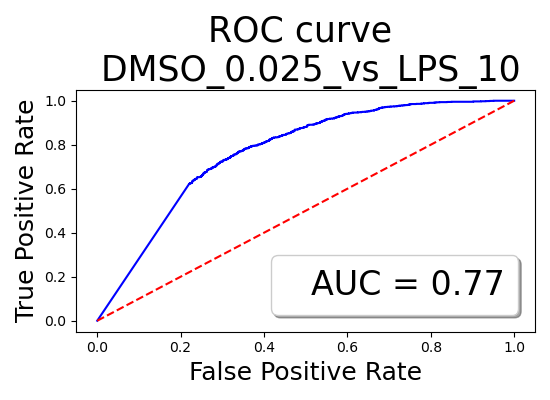 ROC curve
DMSO_0.025_vs_LPS_10
True Positive Rate
1.0
0.8
0.6
0.4
0.2
0.0
AUC = 0.77
0.0 0.2 0.4 0.6 0.8 1.0
False Positive Rate